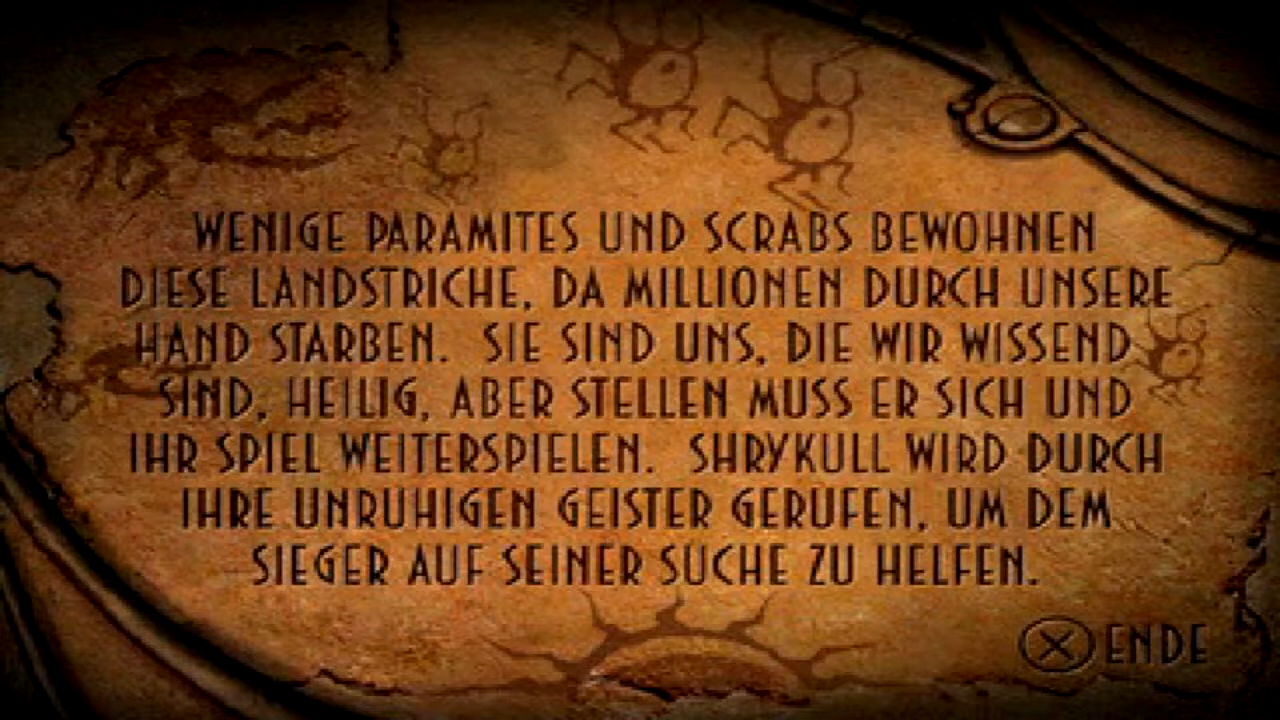 WENIGE PARAMITES UND SCRABS BEWOHNEN
DIESE LANDSTRICHE, DA MILLIONEN DURCH UNSERE
HAND STARBEN. SIE SIND UNS, DIE WIR WISSEND
SIND, HEILIG, ABER STELLEN MUSS ER SICH UND
IHR SPIEL WEITERSPIELEN. SHRYKULL WIRD DURCH
IHRE UNRUHIGEN GEISTER GERUFEN, UM DEM
SIEGER AUF SEINER SUCHE ZU HELFEN.
X ENDE